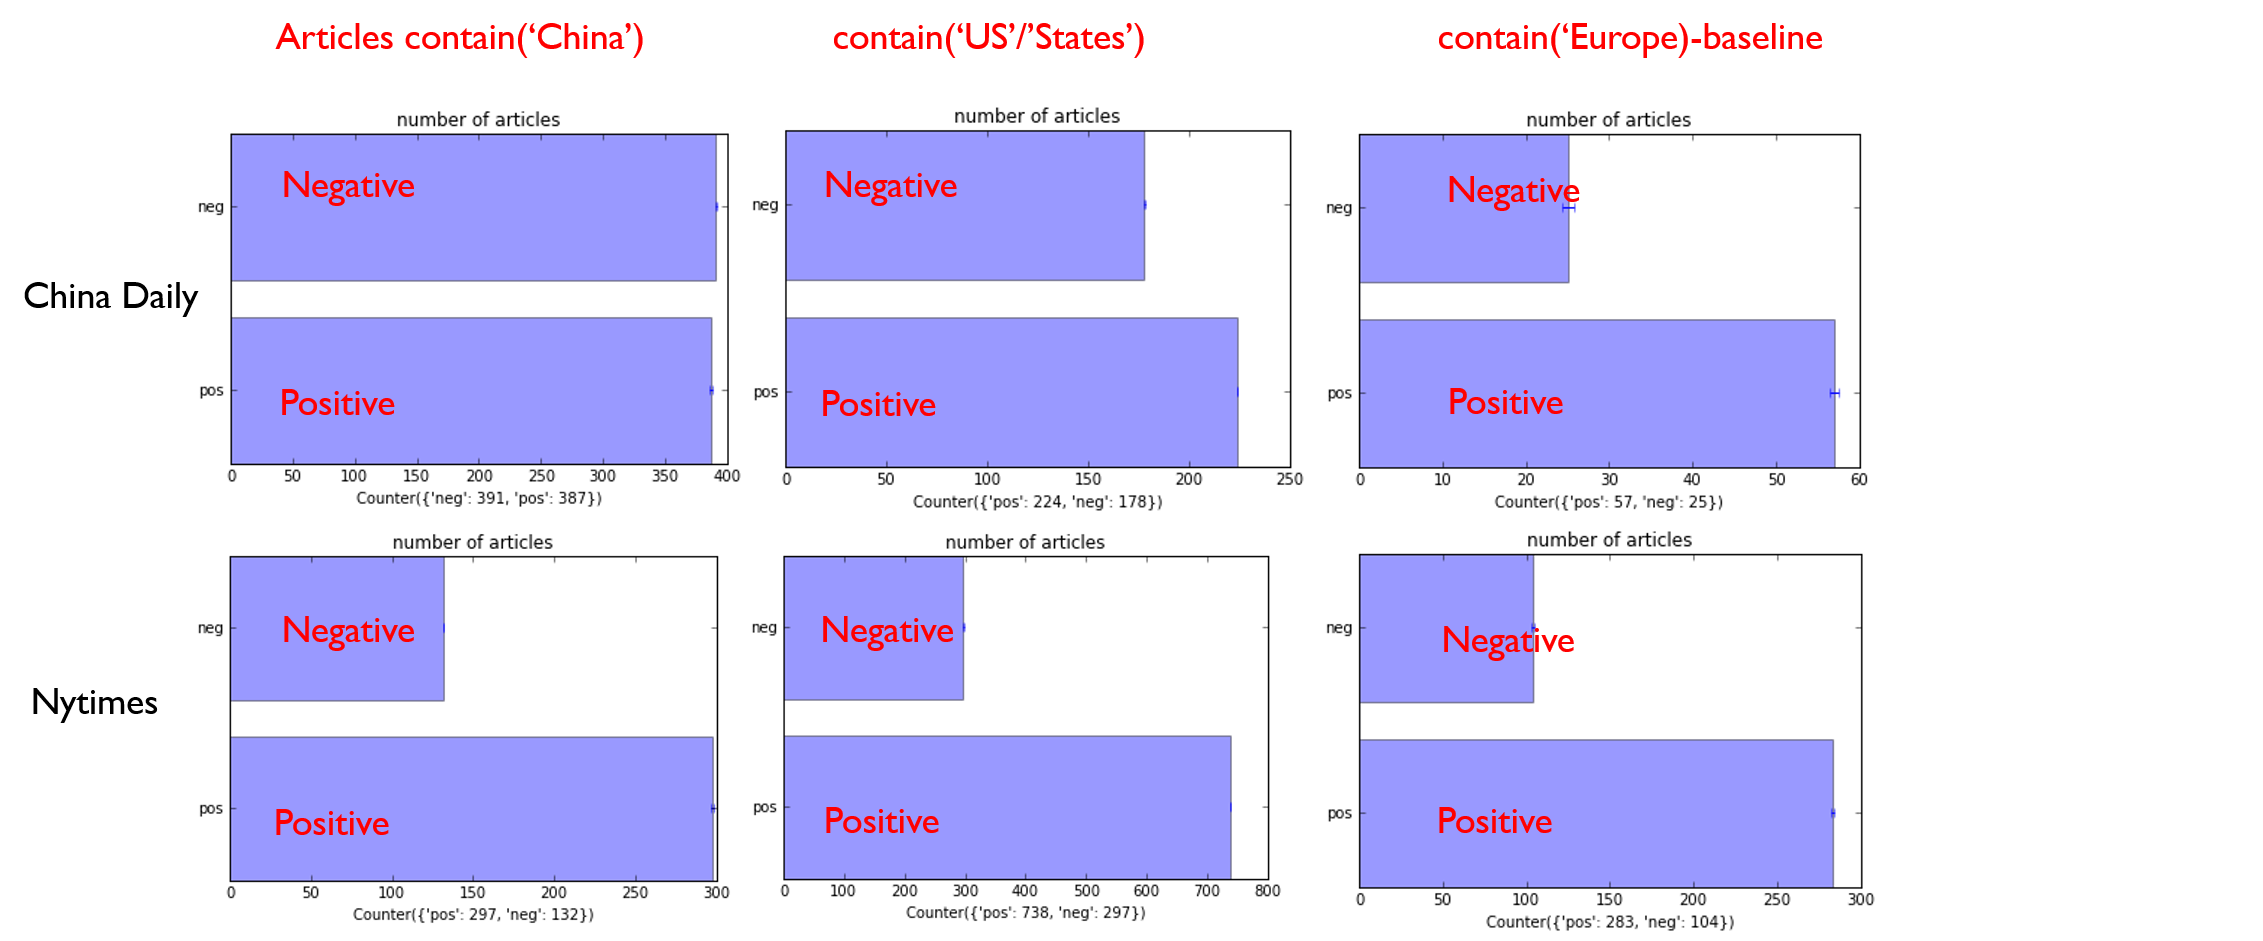 Articles contain(‘China’)
contain(‘US’/’States’)
contain(‘Europe)-baseline
China Daily
number of articles
neg
Negative
pos
Positive
0 50 100 150 200 250 300 350 400
Counter({'neg': 391, 'pos': 387})
number of articles
neg
Negative
pos
Positive
0 50 100 150 200 250
Counter({'pos': 224, 'neg': 178})
number of articles
neg
Negative
pos
Positive
0 10 20 30 40 50 60
Counter({'pos': 57, 'neg': 25})
Nytimes
number of articles
neg
Negative
pos
Positive
0 50 100 150 200 250 300
Counter({'pos': 297, 'neg': 132})
number of articles
neg
Negative
pos
Positive
0 100 200 300 400 500 600 700 800
Counter({'pos': 738, 'neg': 297})
number of articles
neg
Negative
pos
Positive
0 50 100 150 200 250 300
Counter({'pos': 283, 'neg': 104})